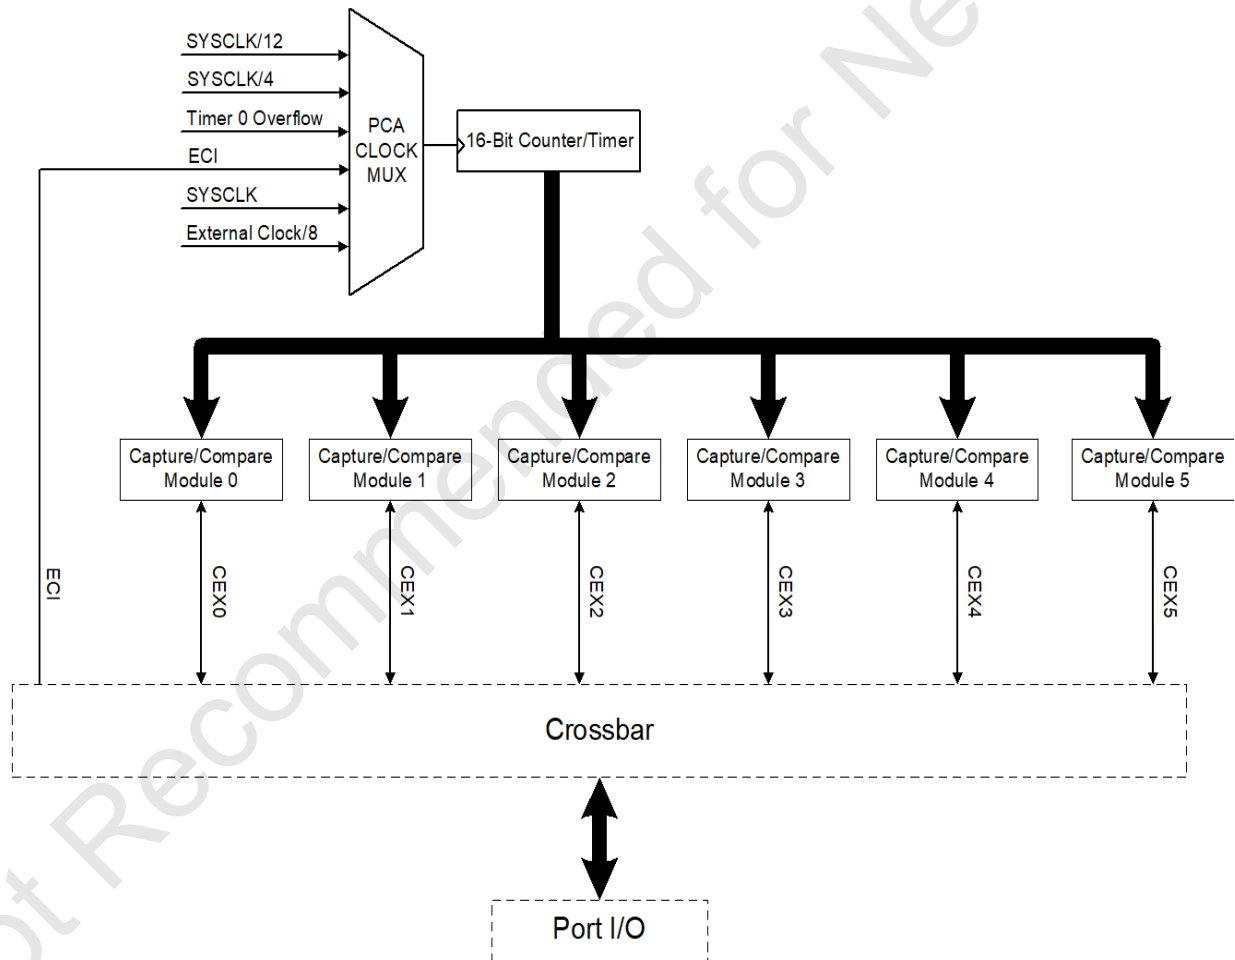 SYSCLK/12
SYSCLK/4
Timer 0 Overflow
ECI
SYSCLK
External Clock/8
PCA
CLOCK
MUX
16-Bit Counter/Timer
Capture/Compare
Module 0
Capture/Compare
Module 1
Capture/Compare
Module 2
Capture/Compare
Module 3
Capture/Compare
Module 4
Capture/Compare
Module 5
ECI
CEX0
CEX1
CEX2
CEX3
CEX4
CEX5
Crossbar
Port I/O
ot Recommended for Ne